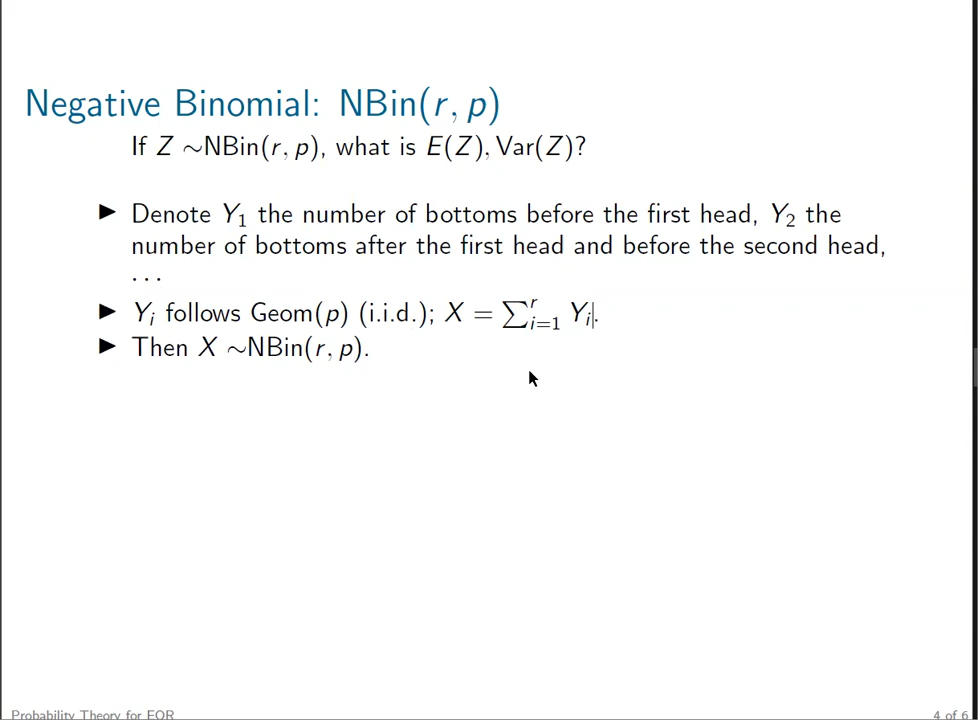 Negative Binomial: NBin(r, p)
If Z ∼NBin(r, p), what is E(Z), Var(Z)?
▶ Denote Y₁ the number of bottoms before the first head, Y₂ the
number of bottoms after the first head and before the second head,
...
▶ Yᵢ follows Geom(p) (i.i.d.); X = ∑ʳᵢ₌₁ Yᵢ.
▶ Then X ∼NBin(r, p).
Probability Theory for EOR
4 of 6